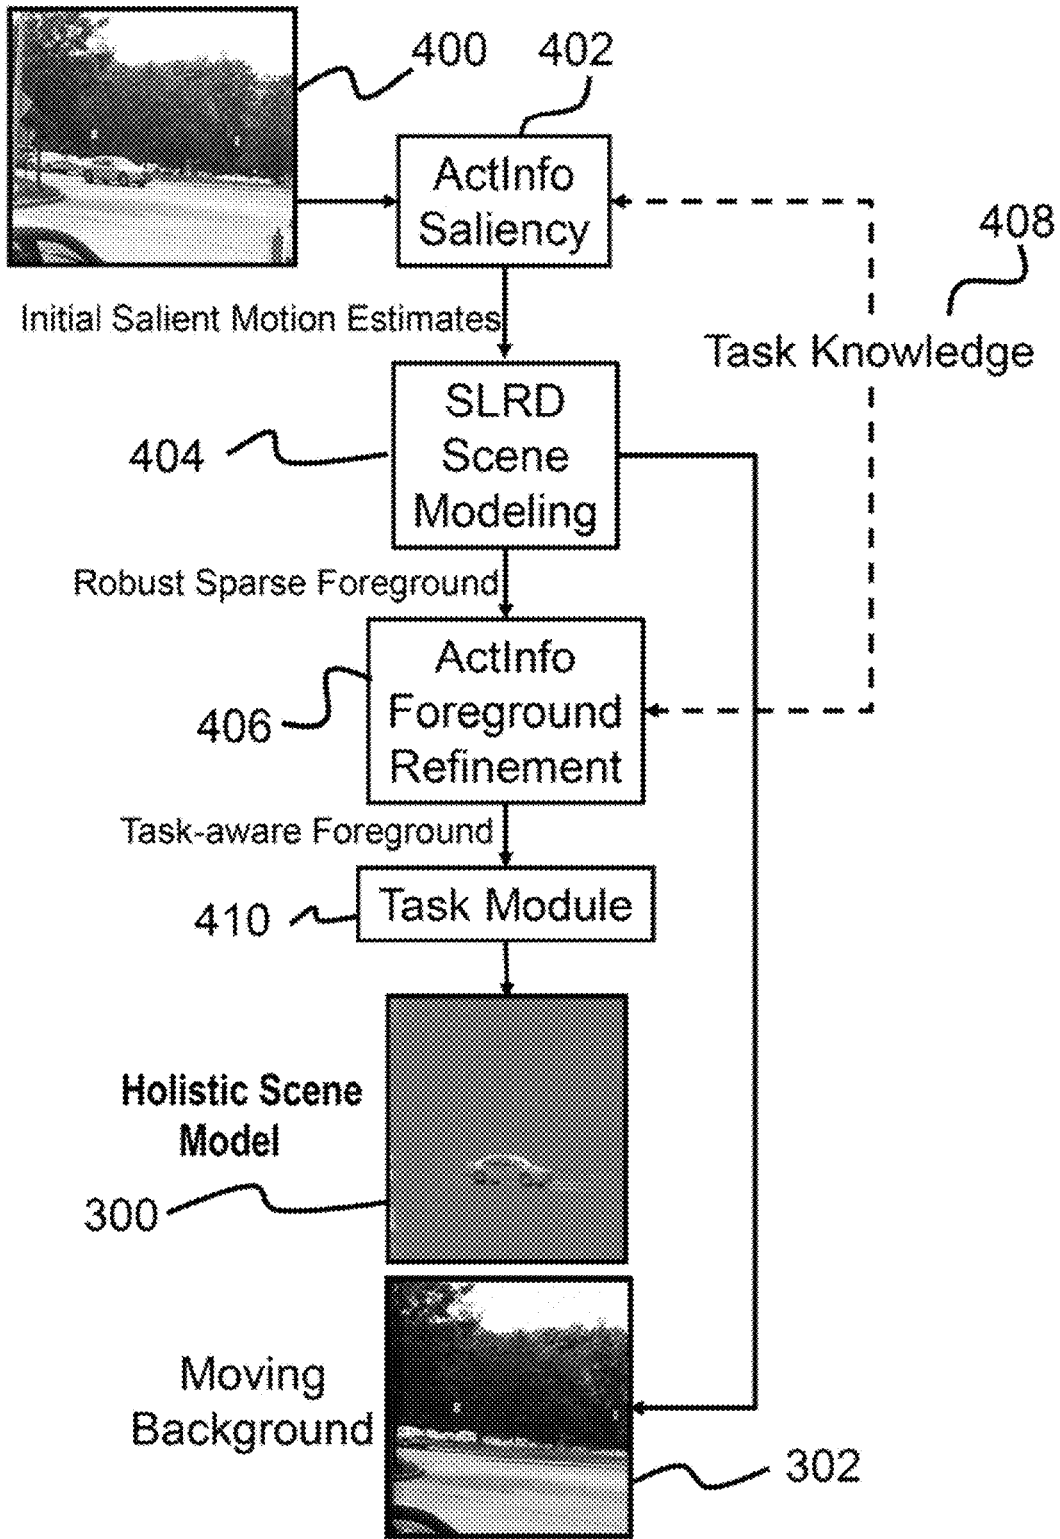 400
402
ActInfo
Saliency
408
Initial Salient Motion Estimates
Task Knowledge
SLRD
Scene
Modeling
404
Robust Sparse Foreground
ActInfo
Foreground
Refinement
406
Task-aware Foreground
410
Task Module
Holistic Scene
Model
300
Moving
Background
302